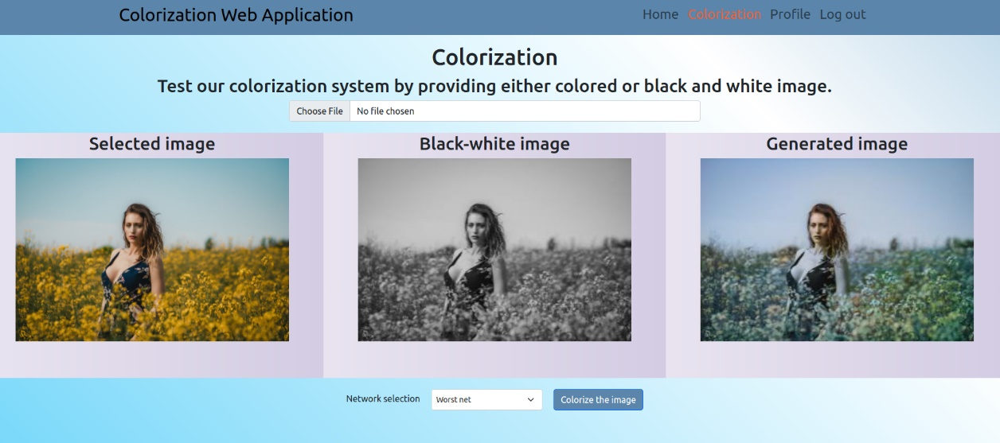 Colorization Web Application
Home Colorization Profile Log out
Colorization
Test our colorization system by providing either colored or black and white image.
Choose File No file chosen
Selected image
Black-white image
Generated image
Network selection Worst net Colorize the image